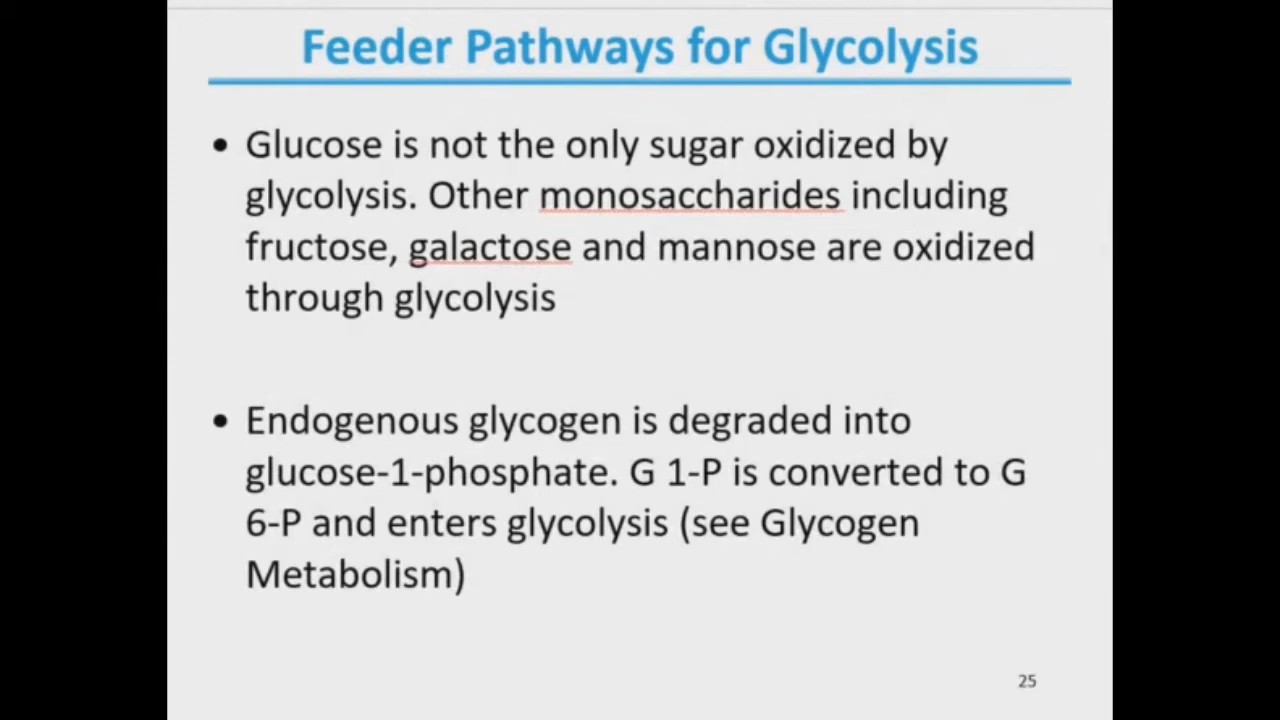 Feeder Pathways for Glycolysis
• Glucose is not the only sugar oxidized by
glycolysis. Other monosaccharides including
fructose, galactose and mannose are oxidized
through glycolysis
• Endogenous glycogen is degraded into
glucose-1-phosphate. G 1-P is converted to G
6-P and enters glycolysis (see Glycogen
Metabolism)
25